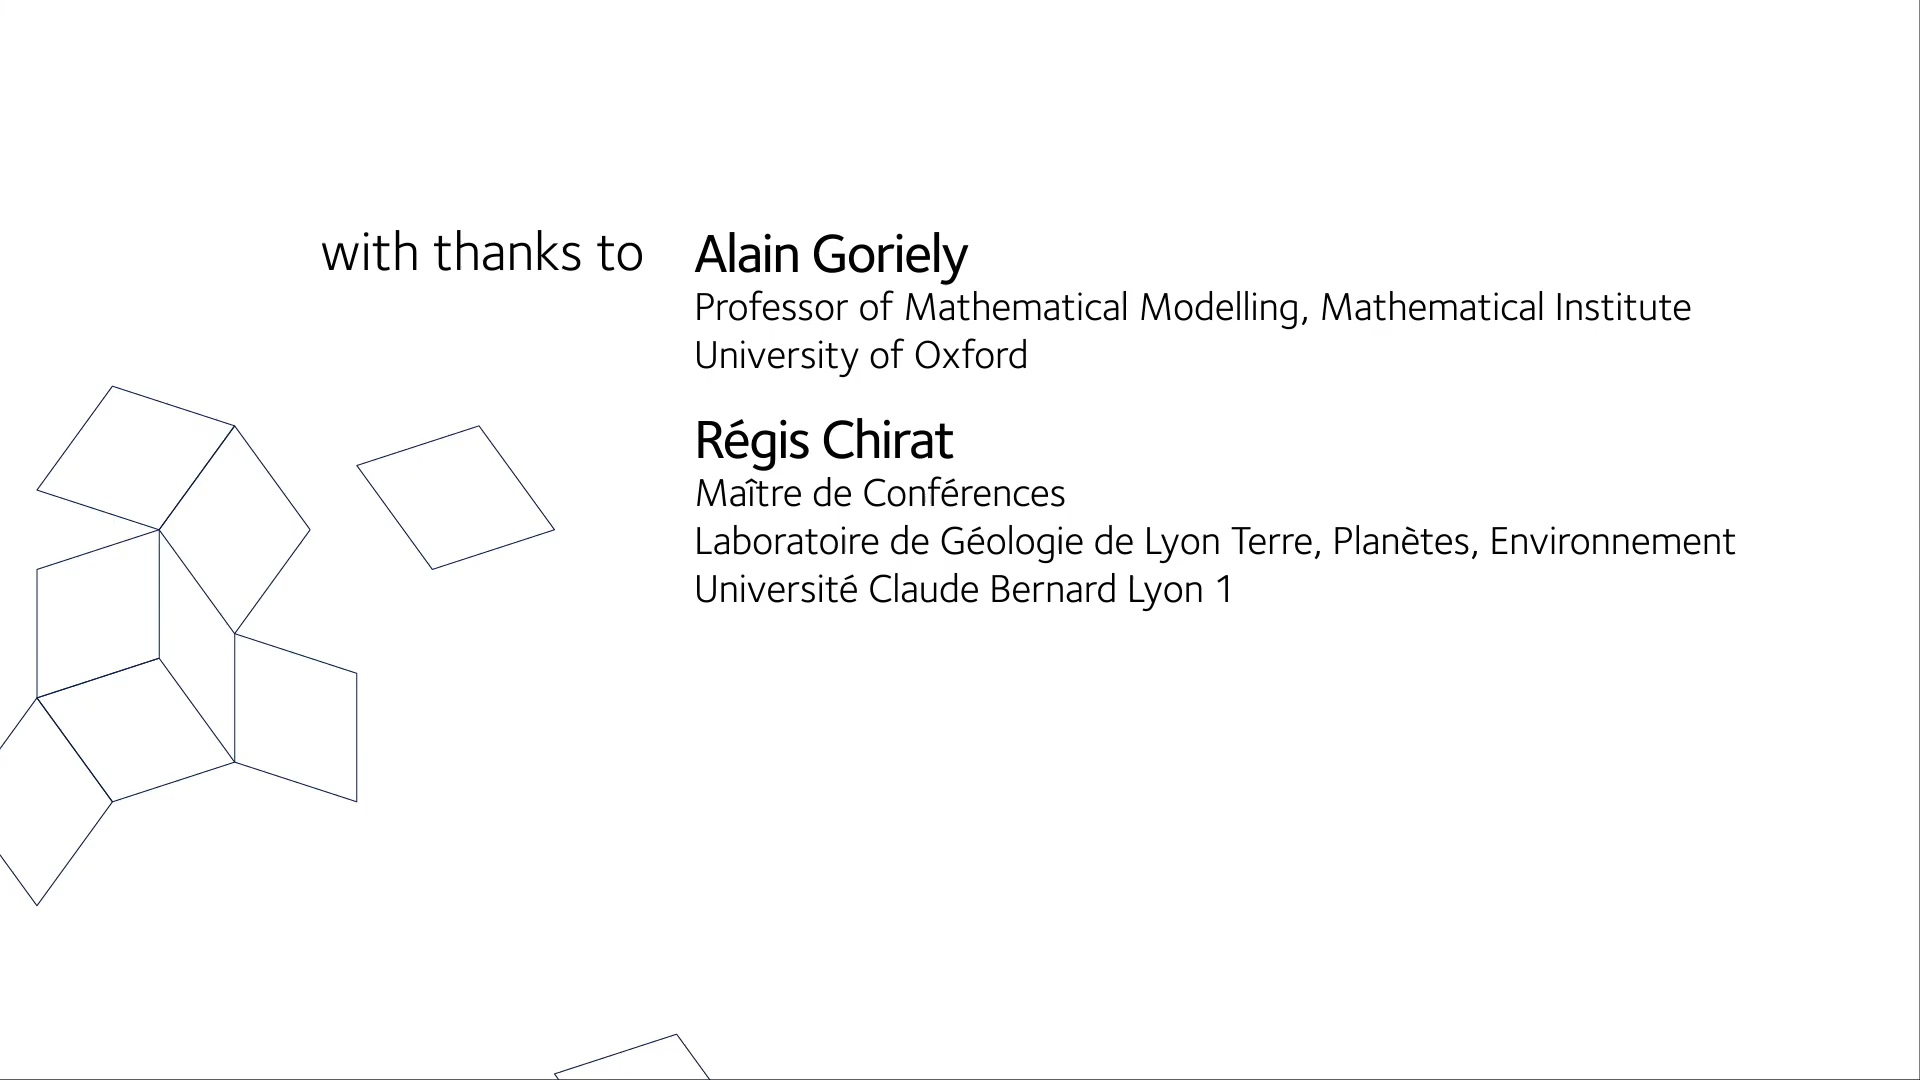 with thanks to Alain Goriely
Professor of Mathematical Modelling, Mathematical Institute
University of Oxford
Régis Chirat
Maître de Conférences
Laboratoire de Géologie de Lyon Terre, Planètes, Environnement
Université Claude Bernard Lyon 1